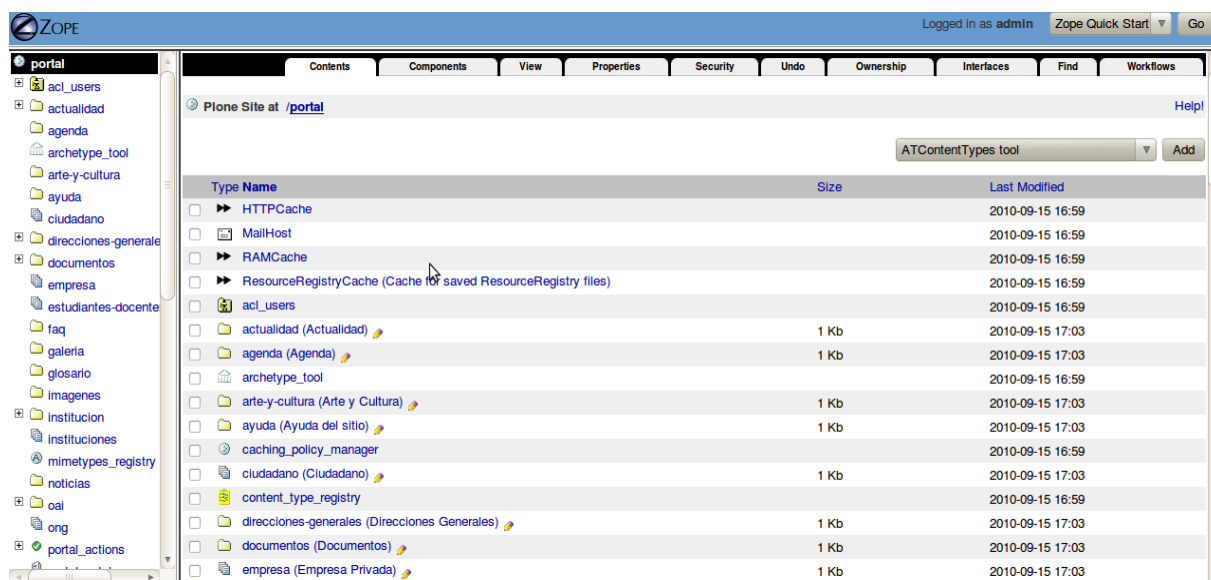 ZOPE
Logged in as admin Zope Quick Start Go
portal
acl_users
actualidad
agenda
archetype_tool
arte-y-cultura
ayuda
ciudadano
direcciones-generale
documentos
empresa
estudiantes-docente
faq
galeria
glosario
imagenes
institucion
instituciones
mimetypes_registry
noticias
oai
ong
portal_actions
Contents Components View Properties Security Undo Ownership Interfaces Find Workflows
Plone Site at /portal Help!
ATContentTypes tool Add
Type Name Size Last Modified
HTTPCache 2010-09-15 16:59
MailHost 2010-09-15 16:59
RAMCache 2010-09-15 16:59
ResourceRegistryCache (Cache for saved ResourceRegistry files) 2010-09-15 16:59
acl_users 2010-09-15 16:59
actualidad (Actualidad) 1 Kb 2010-09-15 17:03
agenda (Agenda) 1 Kb 2010-09-15 17:03
archetype_tool 2010-09-15 16:59
arte-y-cultura (Arte y Cultura) 1 Kb 2010-09-15 17:03
ayuda (Ayuda del sitio) 1 Kb 2010-09-15 17:03
caching_policy_manager 2010-09-15 16:59
ciudadano (Ciudadano) 1 Kb 2010-09-15 17:03
content_type_registry 2010-09-15 16:59
direcciones-generales (Direcciones Generales) 1 Kb 2010-09-15 17:03
documentos (Documentos) 1 Kb 2010-09-15 17:03
empresa (Empresa Privada) 1 Kb 2010-09-15 17:03